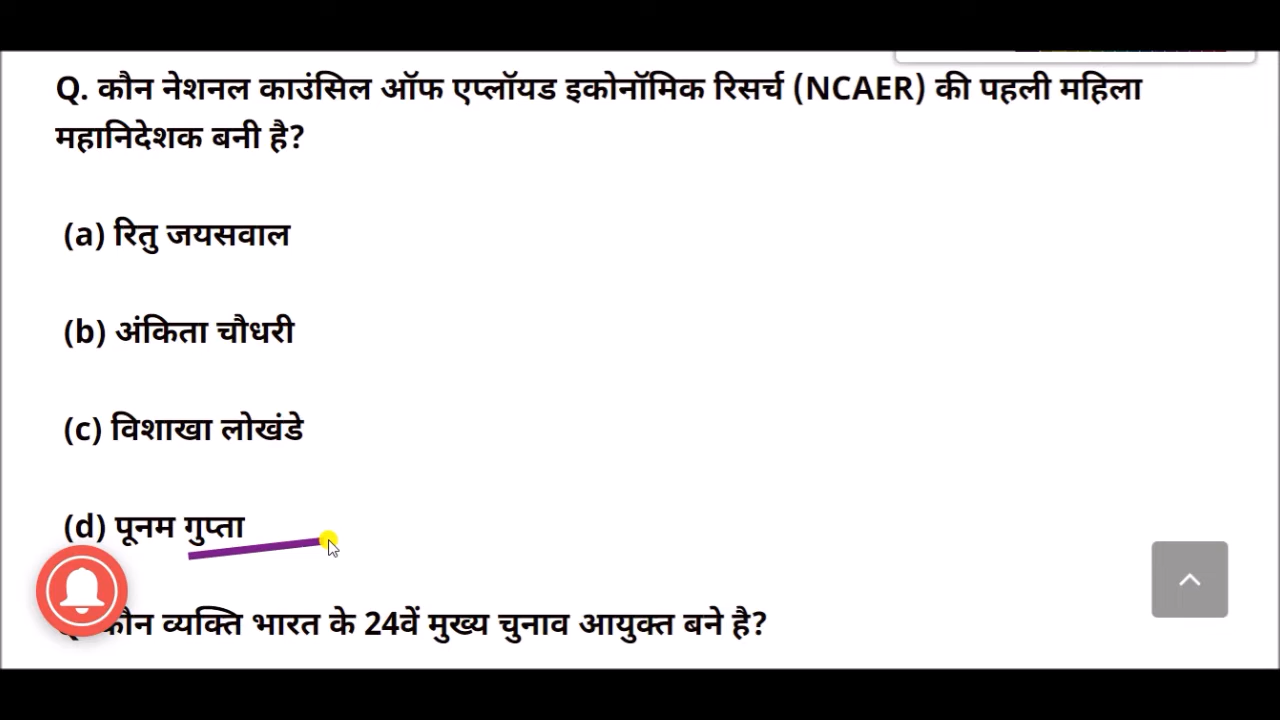 Q. कौन नेशनल काउंसिल ऑफ एप्लॉयड इकोनॉमिक रिसर्च (NCAER) की पहली महिला
महानिदेशक बनी है?
(a) रितु जयसवाल
(b) अंकिता चौधरी
(c) विशाखा लोखंडे
(d) पूनम गुप्ता
कौन व्यक्ति भारत के 24वें मुख्य चुनाव आयुक्त बने है?